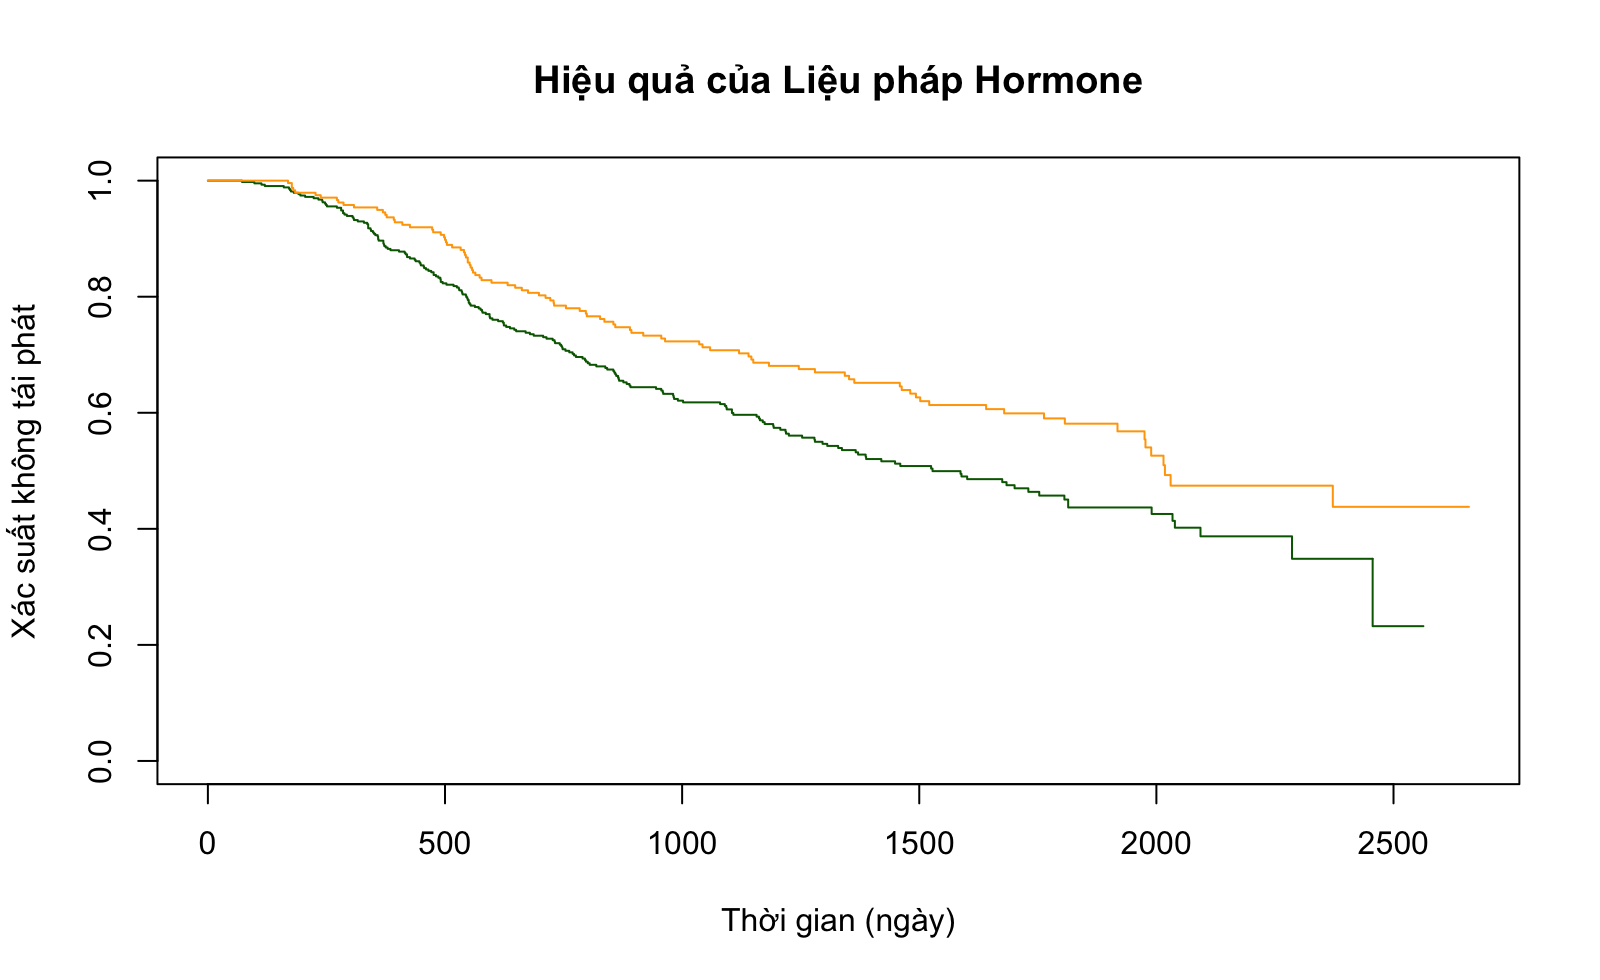 Hiệu quả của Liệu pháp Hormone
Xác suất không tái phát
1.0
0.8
0.6
0.4
0.2
0.0
0 500 1000 1500 2000 2500
Thời gian (ngày)